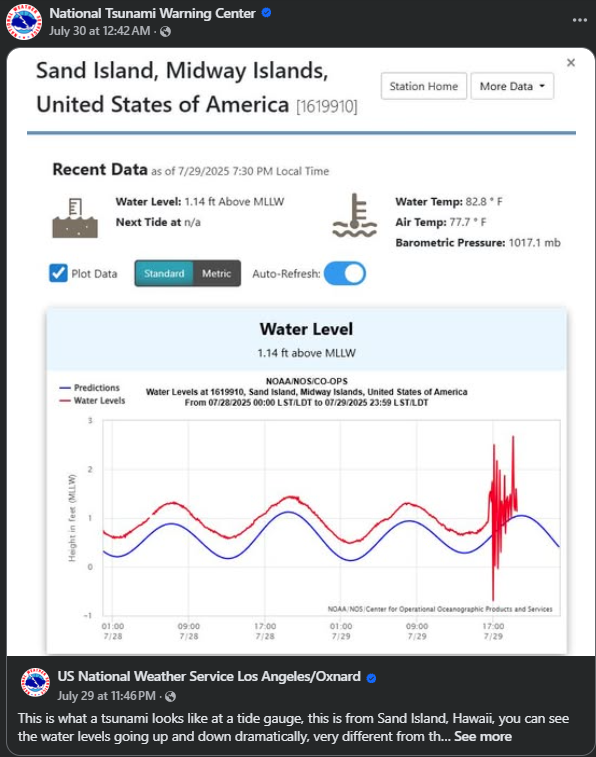 National Tsunami Warning Center
July 30 at 12:42 AM ·
Sand Island, Midway Islands,
United States of America [1619910]
Station Home
More Data
×
Recent Data as of 7/29/2025 7:30 PM Local Time
Water Level: 1.14 ft Above MLLW
Next Tide at n/a
Water Temp: 82.8 ° F
Air Temp: 77.7 ° F
Barometric Pressure: 1017.1 mb
Plot Data
Standard
Metric
Auto-Refresh:
Water Level
1.14 ft above MLLW
Predictions
Water Levels
NOAA/NOS/CO-OPS
Water Levels at 1619910, Sand Island, Midway Islands, United States of America
From 07/28/2025 00:00 LST/LDT to 07/29/2025 23:59 LST/LDT
Height in feet (MLLW)
3
2
1
0
-1
NOAA/NOS/Center for Operational Oceanographic Products and Services
01:00 09:00 17:00 01:00 09:00 17:00
7/28 7/28 7/28 7/29 7/29 7/29
US National Weather Service Los Angeles/Oxnard
July 29 at 11:46 PM ·
This is what a tsunami looks like at a tide gauge, this is from Sand Island, Hawaii, you can see
the water levels going up and down dramatically, very different from th... See more